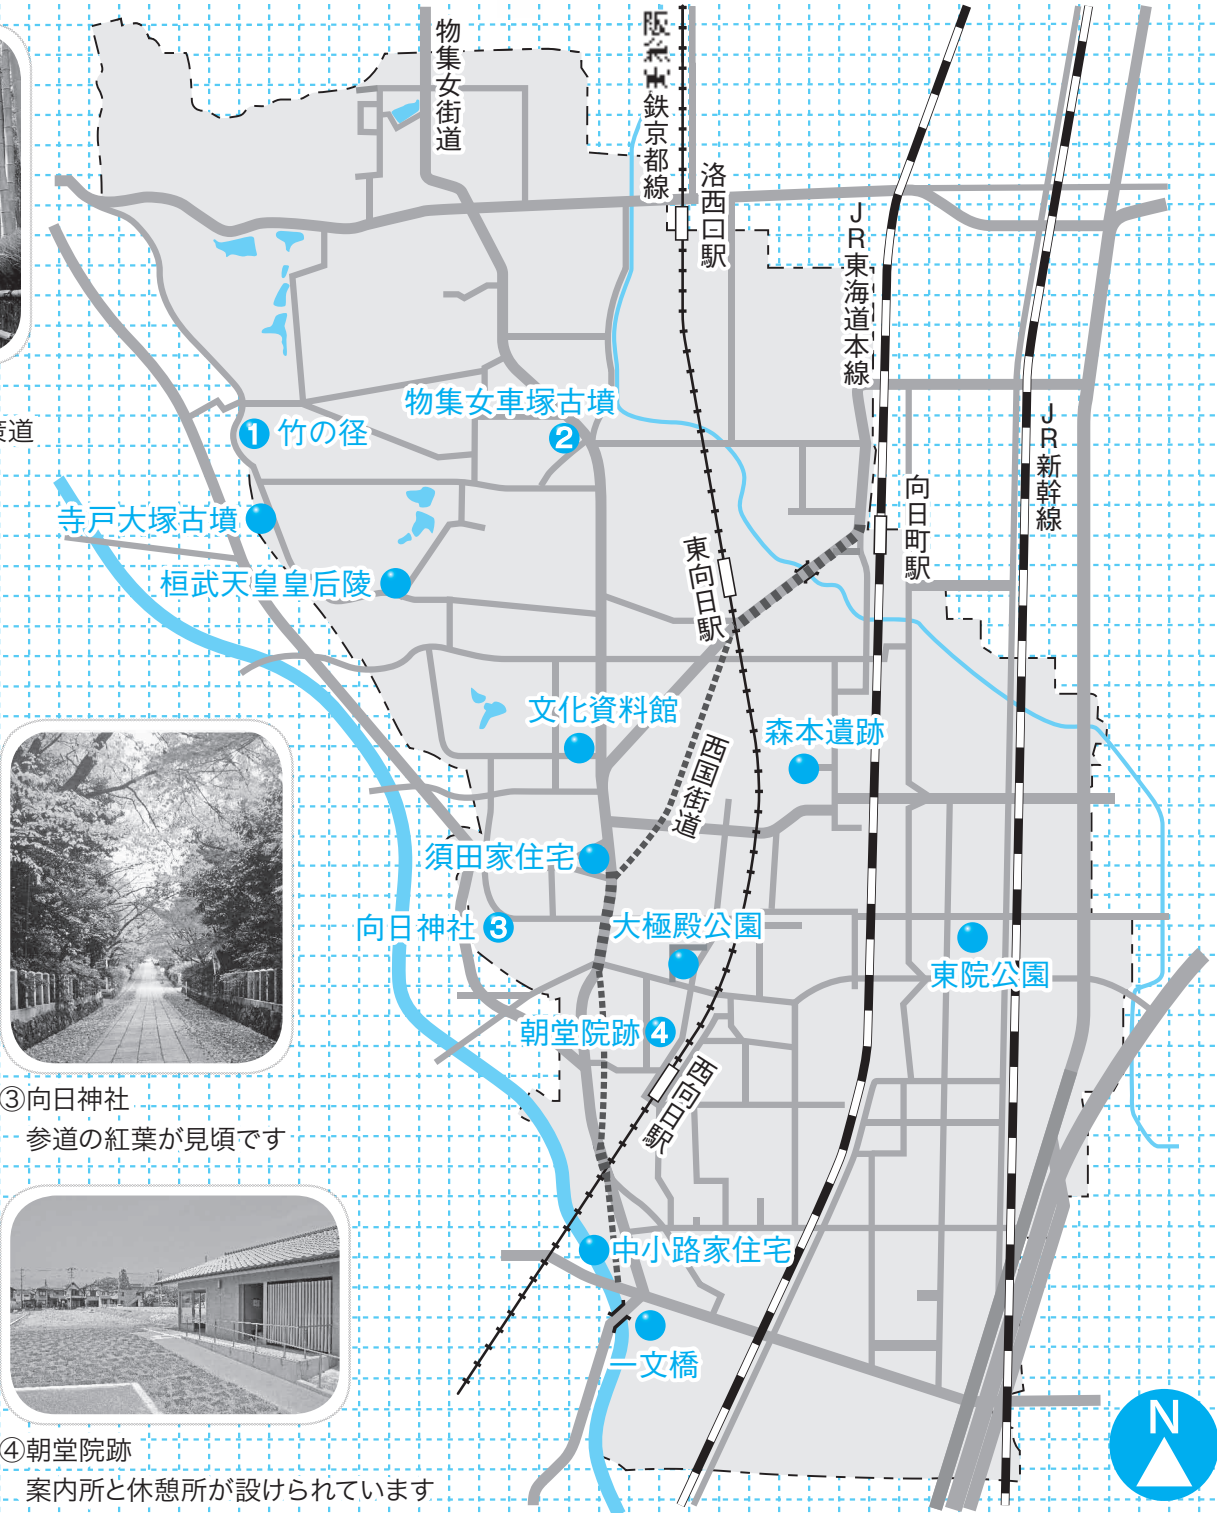 物集女街道
阪急電鉄京都線
洛西口駅
JR東海道本線
JR新幹線
物集女車塚古墳
2
1 竹の径
策道
向日町駅
寺戸大塚古墳
東向日駅
桓武天皇皇后陵
文化資料館
森本遺跡
西国街道
須田家住宅
向日神社 3
大極殿公園
東院公園
朝堂院跡 4
西向日駅
③向日神社
参道の紅葉が見頃です
中小路家住宅
一文橋
N
④朝堂院跡
案内所と休憩所が設けられています